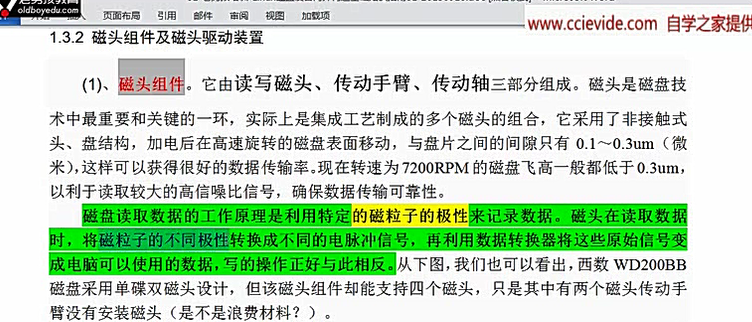 oldboyedu.com
页面布局 引用 邮件 审阅 视图 加载项
www.ccievide.com 自学之家提供
1.3.2 磁头组件及磁头驱动装置
(1)、磁头组件。它由读写磁头、传动手臂、传动轴三部分组成。磁头是磁盘技
术中最重要和关键的一环，实际上是集成工艺制成的多个磁头的组合，它采用了非接触式
头、盘结构，加电后在高速旋转的磁盘表面移动，与盘片之间的间隙只有 0.1～0.3um（微
米），这样可以获得很好的数据传输率。现在转速为 7200RPM 的磁盘飞高一般都低于 0.3um，
以利于读取较大的高信噪比信号，确保数据传输可靠性。
磁盘读取数据的工作原理是利用特定的磁粒子的极性来记录数据。磁头在读取数据
时，将磁粒子的不同极性转换成不同的电脉冲信号，再利用数据转换器将这些原始信号变
成电脑可以使用的数据，写的操作正好与此相反。从下图，我们也可以看出，西数 WD200BB
磁盘采用单碟双磁头设计，但该磁头组件却能支持四个磁头，只是其中有两个磁头传动手
臂没有安装磁头（是不是浪费材料？）。